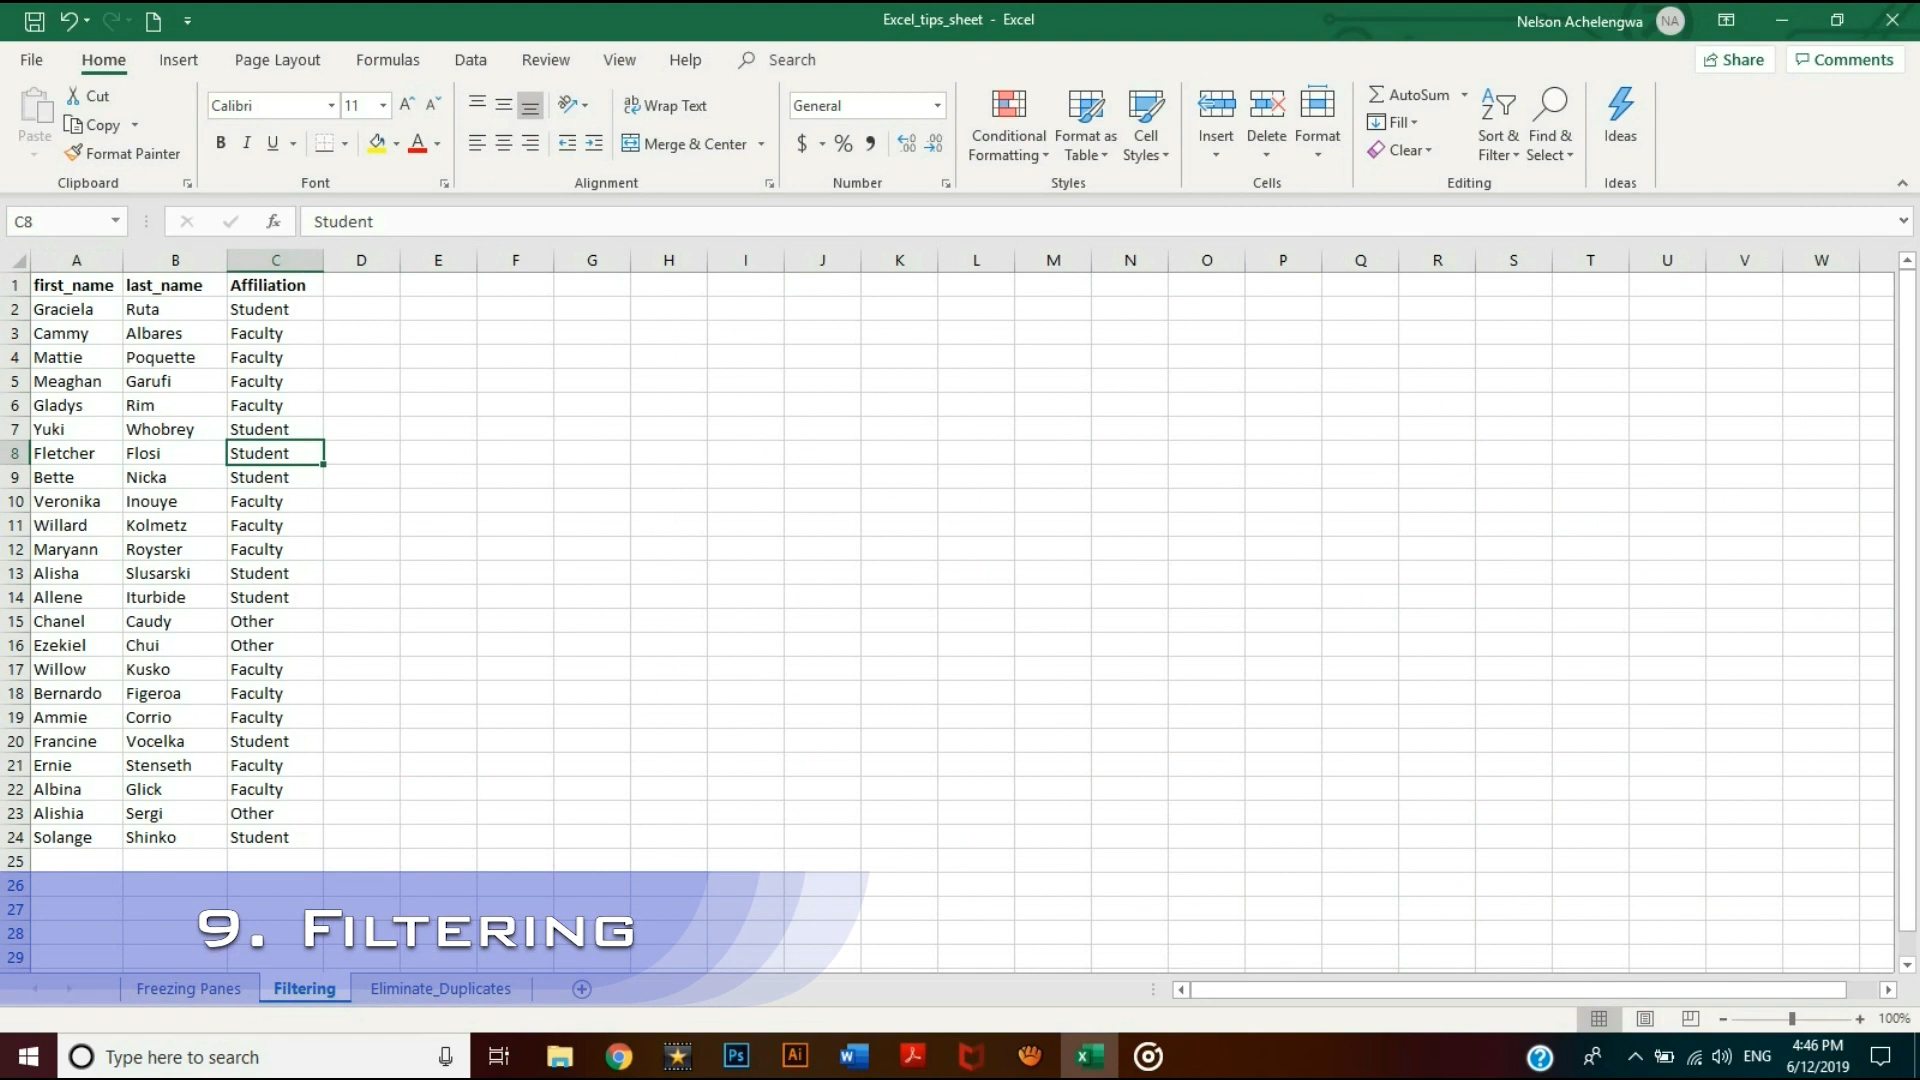 Excel_tips_sheet - Excel
Nelson Achelengwa NA
File Home Insert Page Layout Formulas Data Review View Help Search
Share Comments
Paste
Cut
Copy
Format Painter
Clipboard
Calibri 11
B I U
Font
Wrap Text
Merge & Center
Alignment
General
$ % ,
Number
Conditional Formatting
Format as Table
Cell Styles
Styles
Insert Delete Format
Cells
AutoSum
Fill
Clear
Sort & Filter
Find & Select
Editing
Ideas
Ideas
C8 fx Student
A B C D E F G H I J K L M N O P Q R S T U V W
1 first_name last_name Affiliation
2 Graciela Ruta Student
3 Cammy Albares Faculty
4 Mattie Poquette Faculty
5 Meaghan Garufi Faculty
6 Gladys Rim Faculty
7 Yuki Whobrey Student
8 Fletcher Flosi Student
9 Bette Nicka Student
10 Veronika Inouye Faculty
11 Willard Kolmetz Faculty
12 Maryann Royster Faculty
13 Alisha Slusarski Student
14 Allene Iturbide Student
15 Chanel Caudy Other
16 Ezekiel Chui Other
17 Willow Kusko Faculty
18 Bernardo Figeroa Faculty
19 Ammie Corrio Faculty
20 Francine Vocelka Student
21 Ernie Stenseth Faculty
22 Albina Glick Faculty
23 Alishia Sergi Other
24 Solange Shinko Student
25
26
27
28
29
9. Filtering
Freezing Panes Filtering Eliminate_Duplicates
100%
Type here to search
Ps Ai W X ENG
4:46 PM
6/12/2019